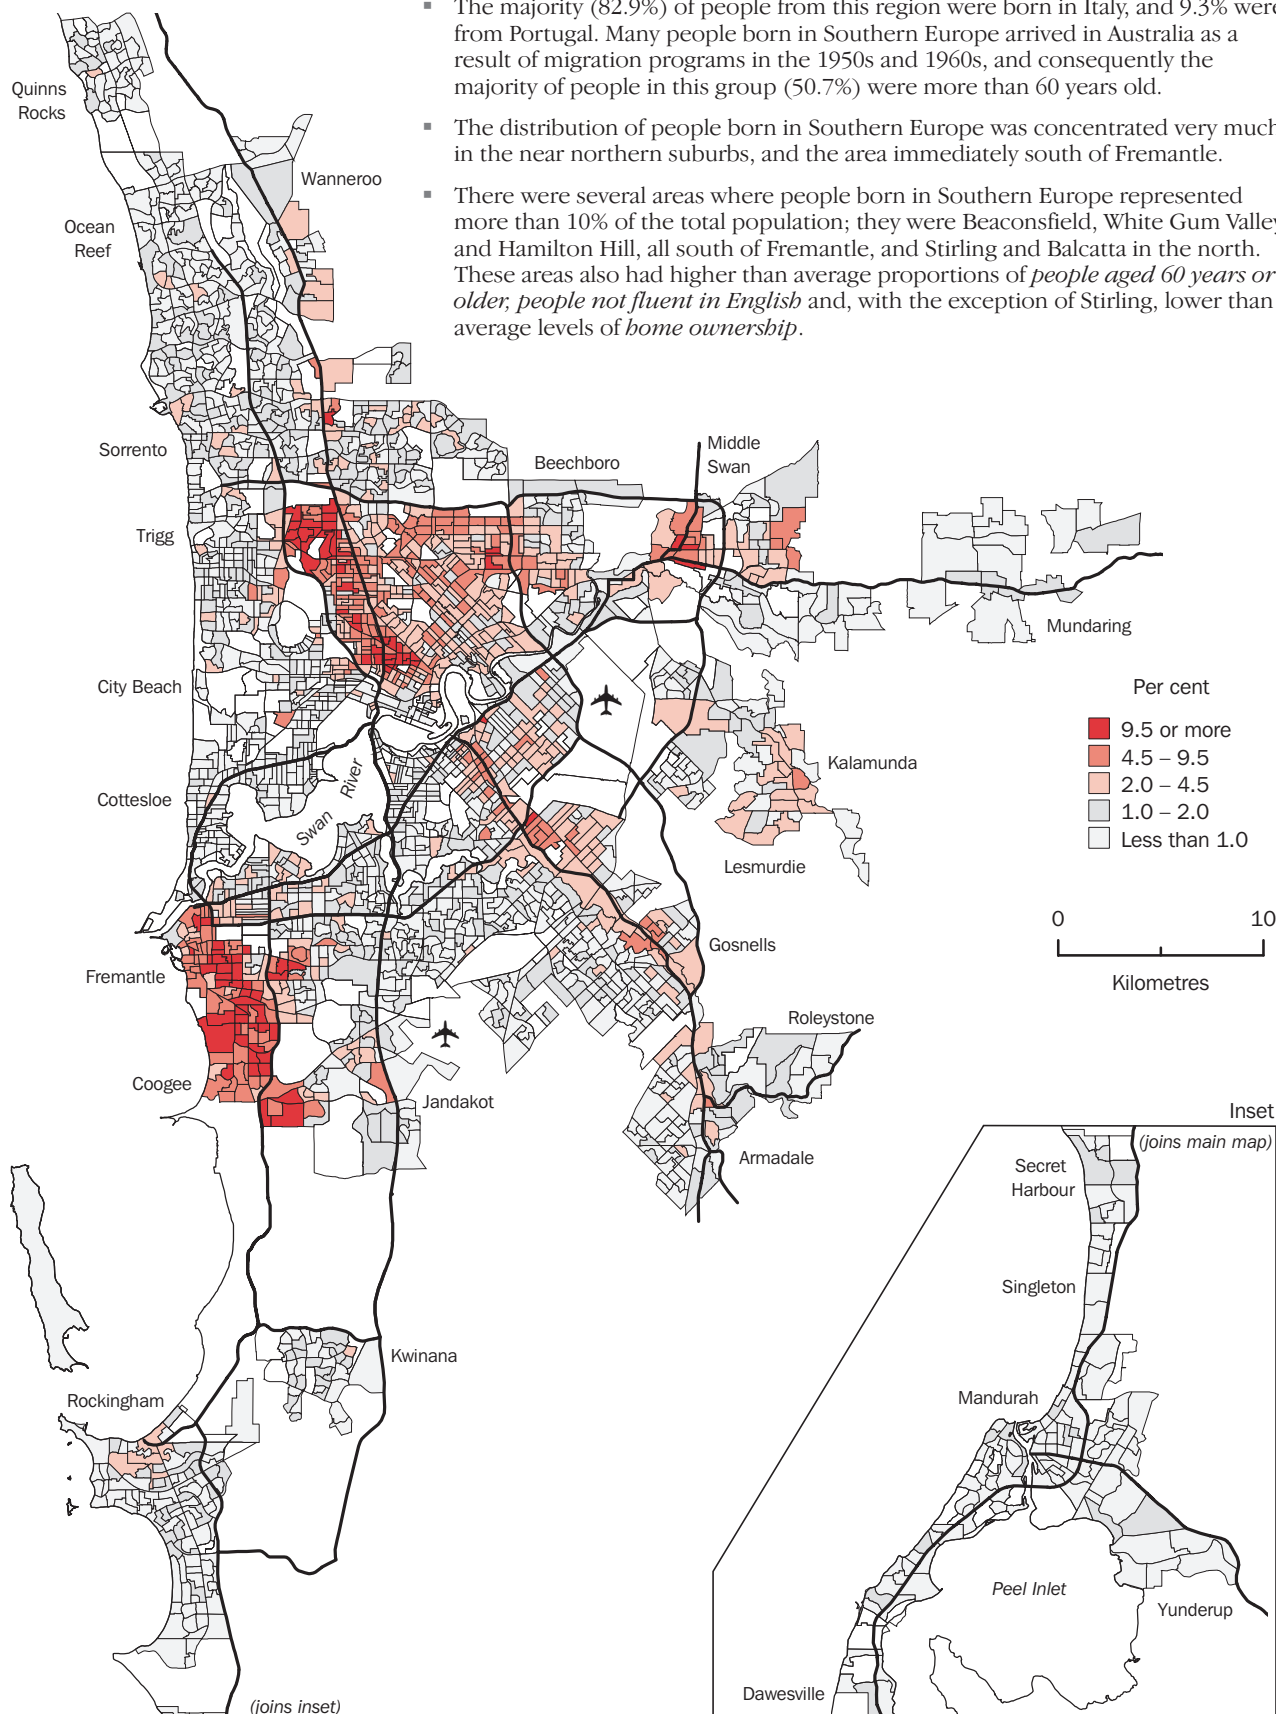 ▪ The majority (82.9%) of people from this region were born in Italy, and 9.3% were
from Portugal. Many people born in Southern Europe arrived in Australia as a
result of migration programs in the 1950s and 1960s, and consequently the
majority of people in this group (50.7%) were more than 60 years old.
▪ The distribution of people born in Southern Europe was concentrated very much
in the near northern suburbs, and the area immediately south of Fremantle.
▪ There were several areas where people born in Southern Europe represented
more than 10% of the total population; they were Beaconsfield, White Gum Valley
and Hamilton Hill, all south of Fremantle, and Stirling and Balcatta in the north.
These areas also had higher than average proportions of people aged 60 years or
older, people not fluent in English and, with the exception of Stirling, lower than
average levels of home ownership.
Quinns
Rocks
Wanneroo
Ocean
Reef
Sorrento
Beechboro
Middle
Swan
Trigg
Mundaring
City Beach
Per cent
9.5 or more
4.5 – 9.5
2.0 – 4.5
1.0 – 2.0
Less than 1.0
Kalamunda
Cottesloe
Swan River
Lesmurdie
0 10
Kilometres
Gosnells
Fremantle
Roleystone
Coogee
Jandakot
Armadale
Inset
(joins main map)
Secret
Harbour
Singleton
Kwinana
Rockingham
Mandurah
Peel Inlet
Yunderup
Dawesville
(joins inset)